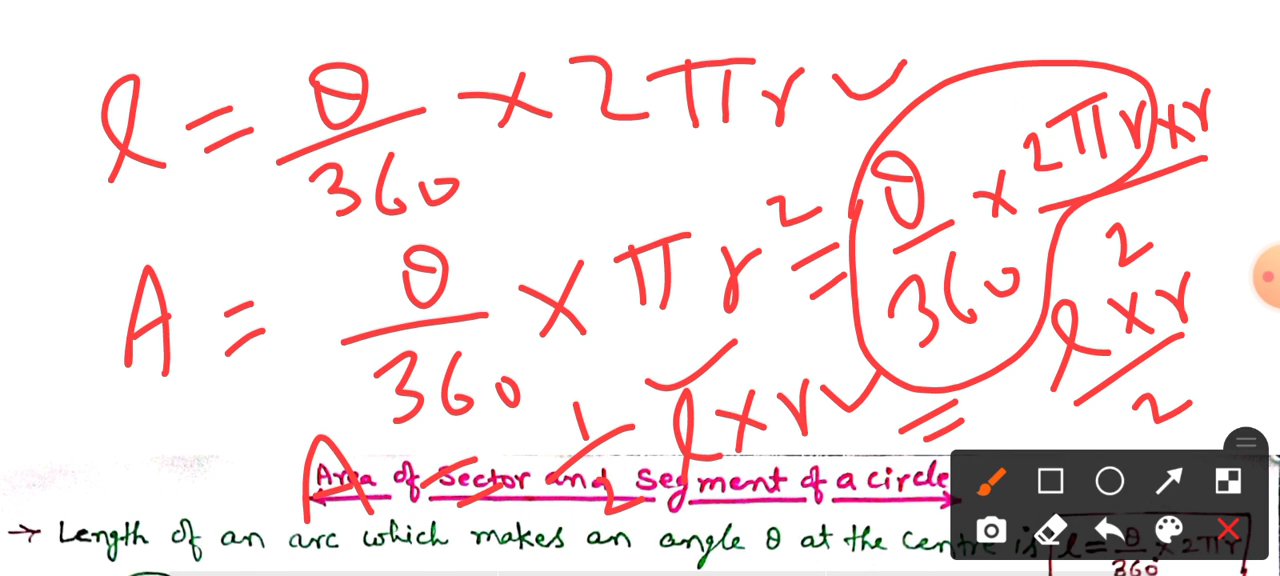 l = θ/360 × 2πr ✓
A = θ/360 × πr² = θ/360 × 2πr×r/2
= l×r/2
A = 1/2 l×r ✓
Area of Sector and Segment of a circle
→ Length of an arc which makes an angle θ at the centre is l = θ/360° × 2πr